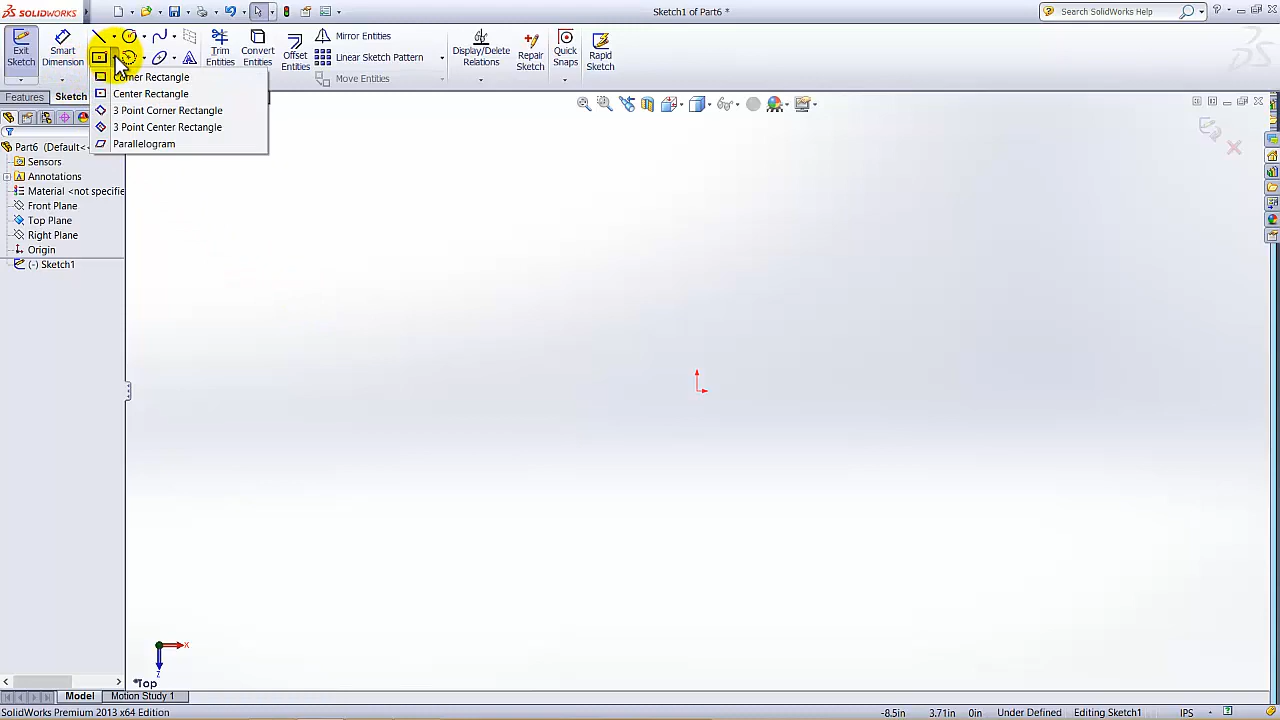 SOLIDWORKS
Sketch1 of Part6 *
Search SolidWorks Help
Exit Sketch
Smart Dimension
Trim Entities
Convert Entities
Offset Entities
Mirror Entities
Linear Sketch Pattern
Move Entities
Display/Delete Relations
Repair Sketch
Quick Snaps
Rapid Sketch
Corner Rectangle
Center Rectangle
3 Point Corner Rectangle
3 Point Center Rectangle
Parallelogram
Features
Sketch
Part6 (Default<
Sensors
Annotations
Material <not specifie
Front Plane
Top Plane
Right Plane
Origin
(-) Sketch1
X
Z
*Top
Model
Motion Study 1
SolidWorks Premium 2013 x64 Edition
-8.5in
3.71in
0in
Under Defined
Editing Sketch1
IPS